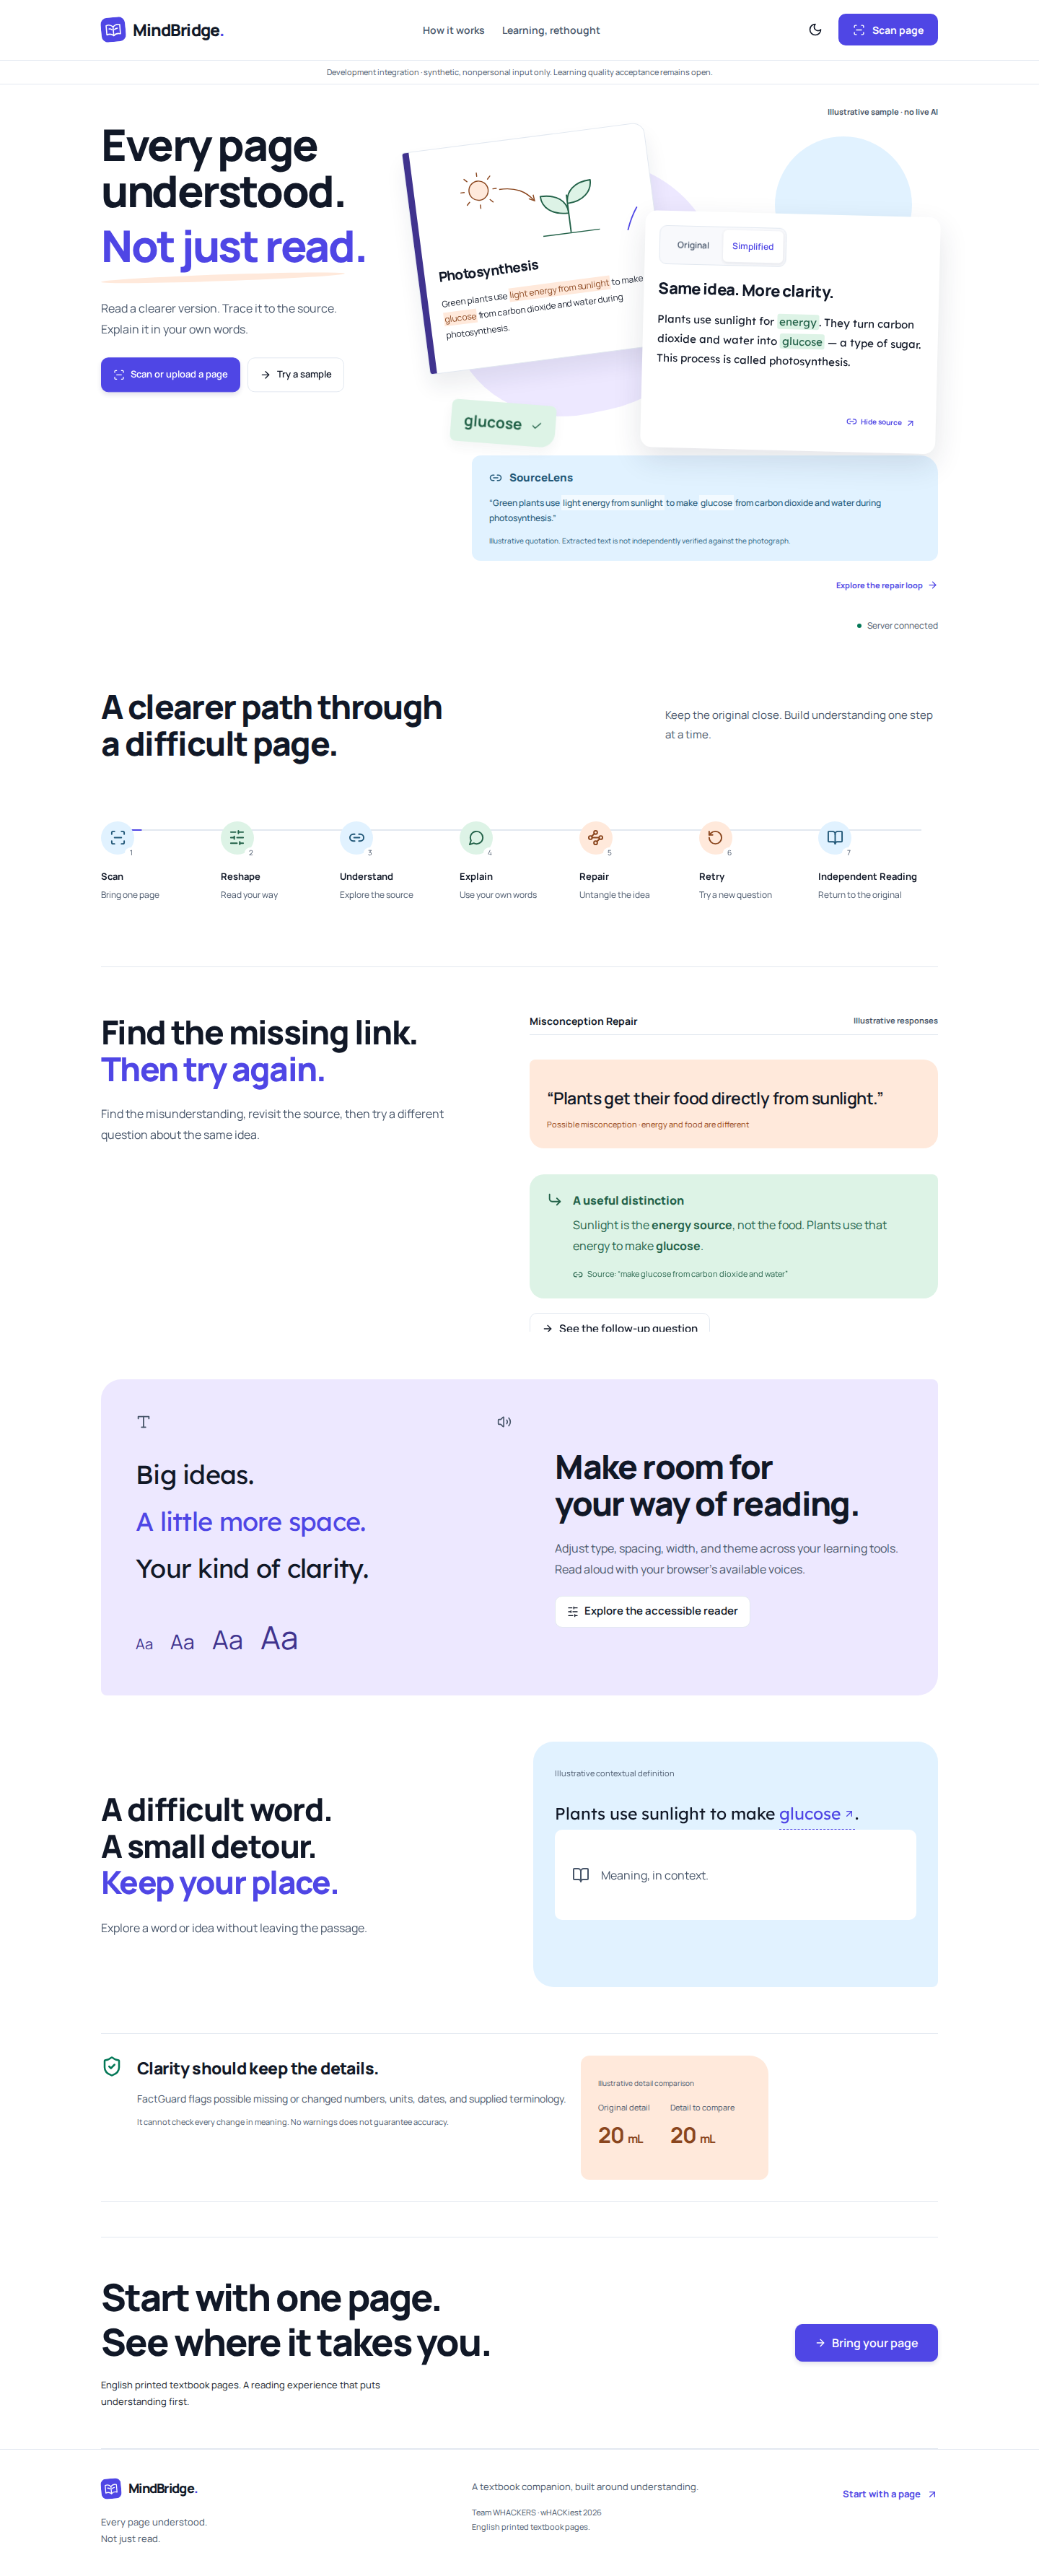 MindBridge.
How it works
Learning, rethought
Scan page
Development integration · synthetic, nonpersonal input only. Learning quality acceptance remains open.
Every page
understood.
Not just read.
Read a clearer version. Trace it to the source.
Explain it in your own words.
Scan or upload a page
Try a sample
Illustrative sample · no live AI
Photosynthesis
Green plants use light energy from sunlight to make
glucose from carbon dioxide and water during
photosynthesis.
Original
Simplified
Same idea. More clarity.
Plants use sunlight for energy. They turn carbon
dioxide and water into glucose — a type of sugar.
This process is called photosynthesis.
Hide source
glucose
SourceLens
"Green plants use light energy from sunlight to make glucose from carbon dioxide and water during
photosynthesis."
Illustrative quotation. Extracted text is not independently verified against the photograph.
Explore the repair loop
Server connected
A clearer path through
a difficult page.
Keep the original close. Build understanding one step
at a time.
1
2
3
4
5
6
7
Scan
Reshape
Understand
Explain
Repair
Retry
Independent Reading
Bring one page
Read your way
Explore the source
Use your own words
Untangle the idea
Try a new question
Return to the original
Find the missing link.
Then try again.
Find the misunderstanding, revisit the source, then try a different
question about the same idea.
Misconception Repair
Illustrative responses
“Plants get their food directly from sunlight.”
Possible misconception · energy and food are different
A useful distinction
Sunlight is the energy source, not the food. Plants use that
energy to make glucose.
Source: “make glucose from carbon dioxide and water”
See the follow-up question
Big ideas.
A little more space.
Your kind of clarity.
Aa Aa Aa Aa
Make room for
your way of reading.
Adjust type, spacing, width, and theme across your learning tools.
Read aloud with your browser's available voices.
Explore the accessible reader
A difficult word.
A small detour.
Keep your place.
Explore a word or idea without leaving the passage.
Illustrative contextual definition
Plants use sunlight to make glucose.
Meaning, in context.
Clarity should keep the details.
FactGuard flags possible missing or changed numbers, units, dates, and supplied terminology.
It cannot check every change in meaning. No warnings does not guarantee accuracy.
Illustrative detail comparison
Original detail
Detail to compare
20 mL
20 mL
Start with one page.
See where it takes you.
English printed textbook pages. A reading experience that puts
understanding first.
Bring your page
MindBridge.
Every page understood.
Not just read.
A textbook companion, built around understanding.
Team WHACKERS · wHACKiest 2026
English printed textbook pages.
Start with a page